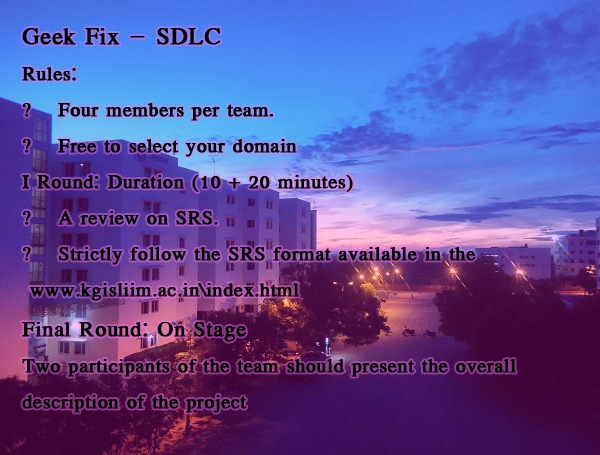 Geek Fix – SDLC
Rules:
? Four members per team.
? Free to select your domain
I Round: Duration (10 + 20 minutes)
? A review on SRS.
? Strictly follow the SRS format available in the
www.kgisliim.ac.in\index.html
Final Round: On Stage
Two participants of the team should present the overall
description of the project